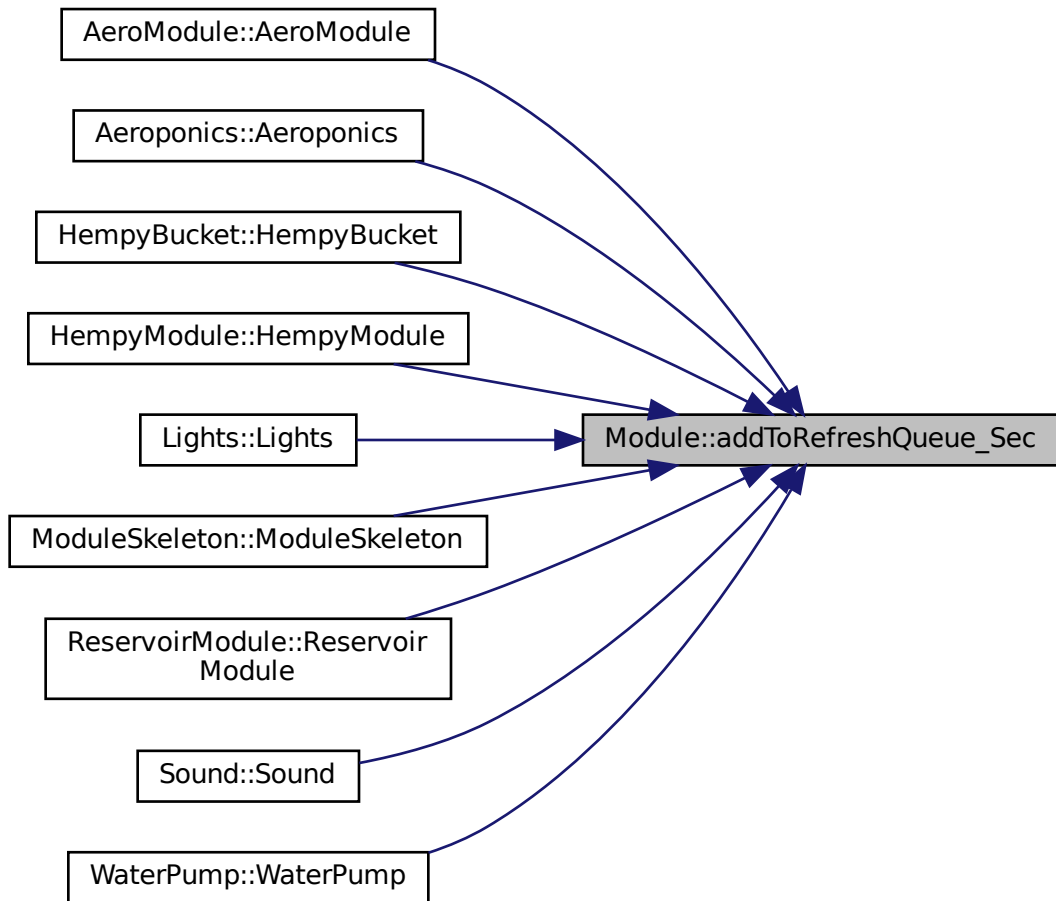 AeroModule::AeroModule
Aeroponics::Aeroponics
HempyBucket::HempyBucket
HempyModule::HempyModule
Lights::Lights
Module::addToRefreshQueue_Sec
ModuleSkeleton::ModuleSkeleton
ReservoirModule::Reservoir
Module
Sound::Sound
WaterPump::WaterPump